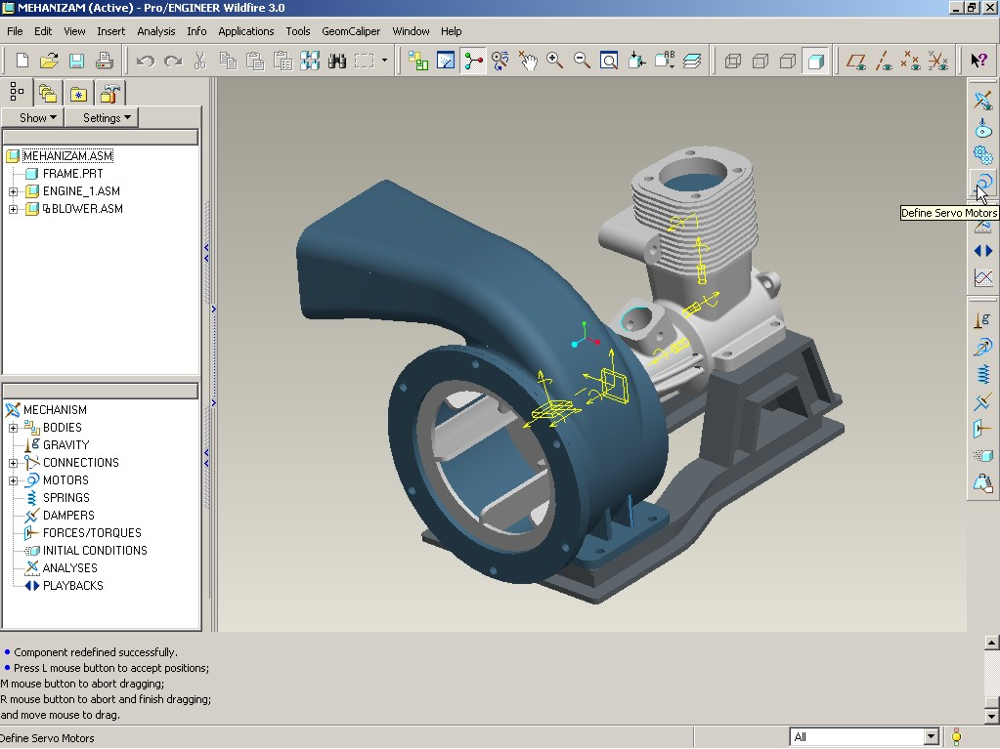 MEHANIZAM (Active) - Pro/ENGINEER Wildfire 3.0
File Edit View Insert Analysis Info Applications Tools GeomCaliper Window Help
Show Settings
MEHANIZAM.ASM
FRAME.PRT
ENGINE_1.ASM
BLOWER.ASM
Define Servo Motors
MECHANISM
BODIES
GRAVITY
CONNECTIONS
MOTORS
SPRINGS
DAMPERS
FORCES/TORQUES
INITIAL CONDITIONS
ANALYSES
PLAYBACKS
• Component redefined successfully.
• Press L mouse button to accept positions;
M mouse button to abort dragging;
R mouse button to abort and finish dragging;
and move mouse to drag.
Define Servo Motors
All